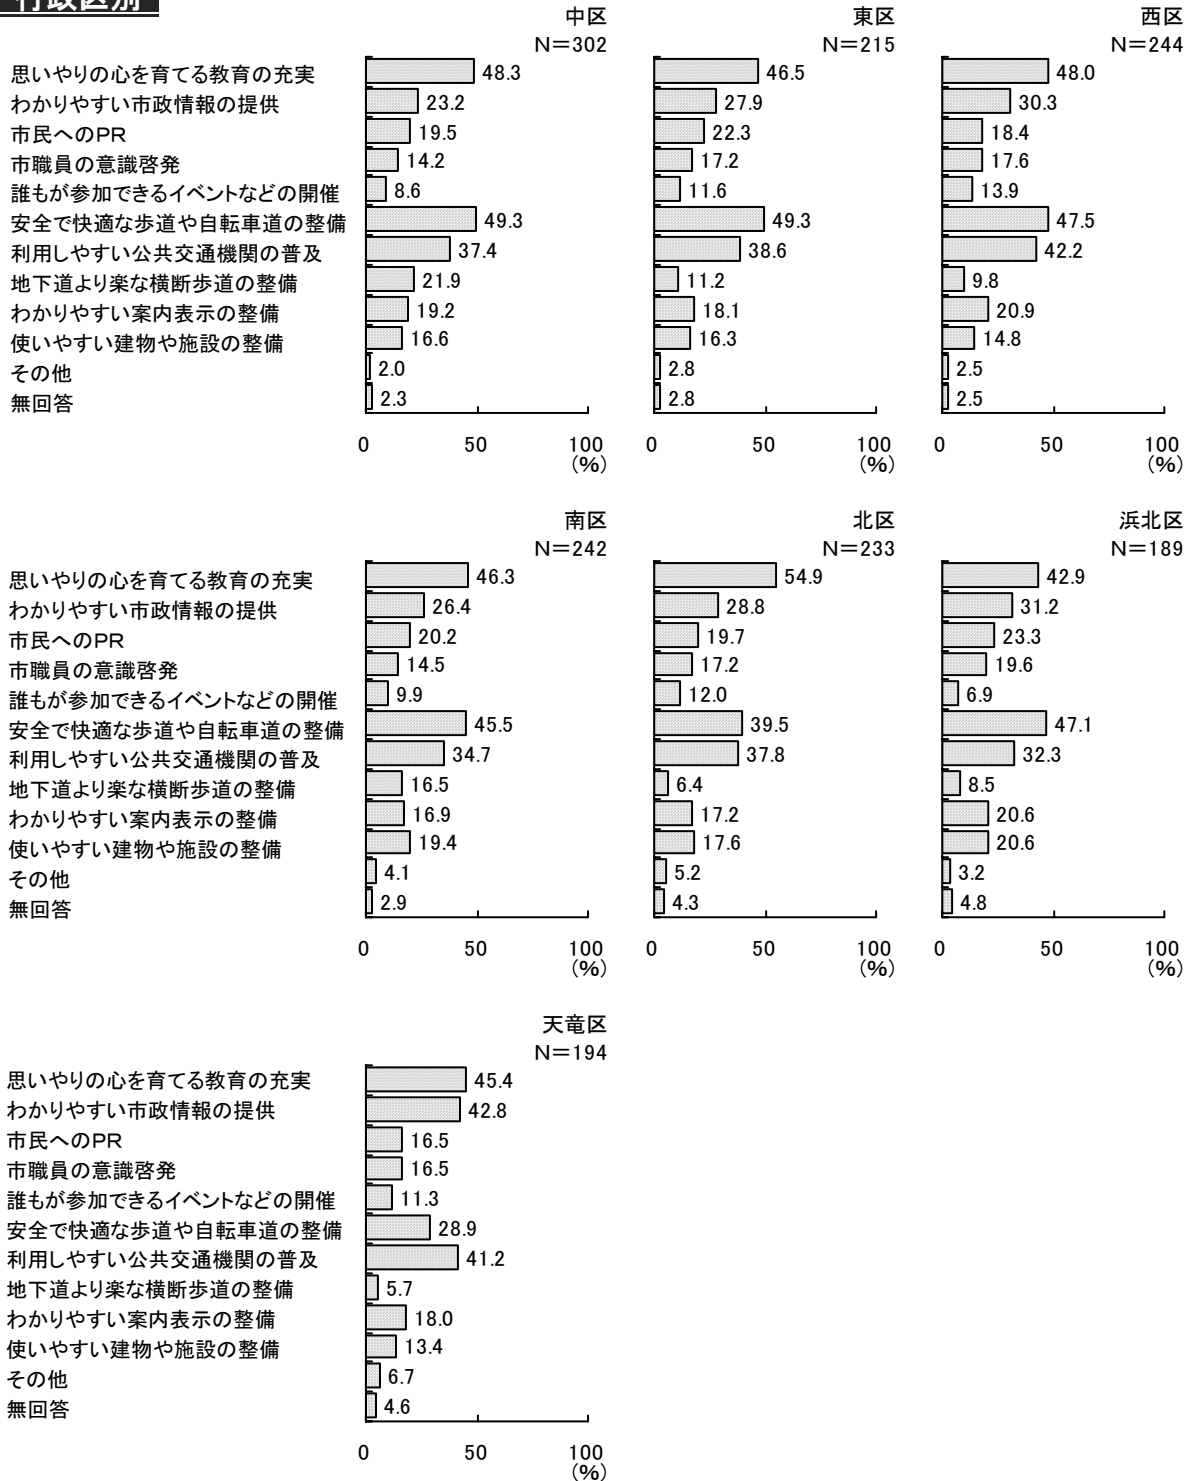 行政区別
中区 東区 西区
N＝302 N＝215 N＝244
思いやりの心を育てる教育の充実 48.3 46.5 48.0
わかりやすい市政情報の提供 23.2 27.9 30.3
市民へのPR 19.5 22.3 18.4
市職員の意識啓発 14.2 17.2 17.6
誰もが参加できるイベントなどの開催 8.6 11.6 13.9
安全で快適な歩道や自転車道の整備 49.3 49.3 47.5
利用しやすい公共交通機関の普及 37.4 38.6 42.2
地下道より楽な横断歩道の整備 21.9 11.2 9.8
わかりやすい案内表示の整備 19.2 18.1 20.9
使いやすい建物や施設の整備 16.6 16.3 14.8
その他 2.0 2.8 2.5
無回答 2.3 2.8 2.5
0 50 100 0 50 100 0 50 100
(%) (%) (%)
南区 北区 浜北区
N＝242 N＝233 N＝189
思いやりの心を育てる教育の充実 46.3 54.9 42.9
わかりやすい市政情報の提供 26.4 28.8 31.2
市民へのPR 20.2 19.7 23.3
市職員の意識啓発 14.5 17.2 19.6
誰もが参加できるイベントなどの開催 9.9 12.0 6.9
安全で快適な歩道や自転車道の整備 45.5 39.5 47.1
利用しやすい公共交通機関の普及 34.7 37.8 32.3
地下道より楽な横断歩道の整備 16.5 6.4 8.5
わかりやすい案内表示の整備 16.9 17.2 20.6
使いやすい建物や施設の整備 19.4 17.6 20.6
その他 4.1 5.2 3.2
無回答 2.9 4.3 4.8
0 50 100 0 50 100 0 50 100
(%) (%) (%)
天竜区
N＝194
思いやりの心を育てる教育の充実 45.4
わかりやすい市政情報の提供 42.8
市民へのPR 16.5
市職員の意識啓発 16.5
誰もが参加できるイベントなどの開催 11.3
安全で快適な歩道や自転車道の整備 28.9
利用しやすい公共交通機関の普及 41.2
地下道より楽な横断歩道の整備 5.7
わかりやすい案内表示の整備 18.0
使いやすい建物や施設の整備 13.4
その他 6.7
無回答 4.6
0 50 100
(%)